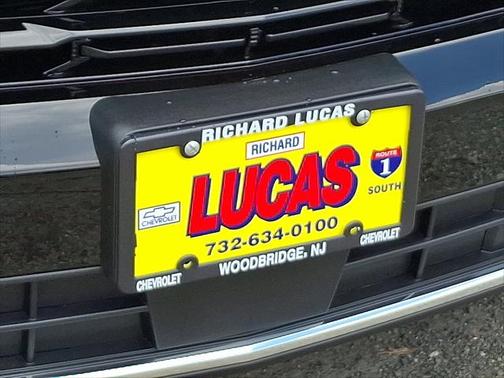 RICHARD LUCAS
RICHARD
LUCAS
ROUTE
1
SOUTH
CHEVROLET
732-634-0100
CHEVROLET
WOODBRIDGE, NJ
CHEVROLET